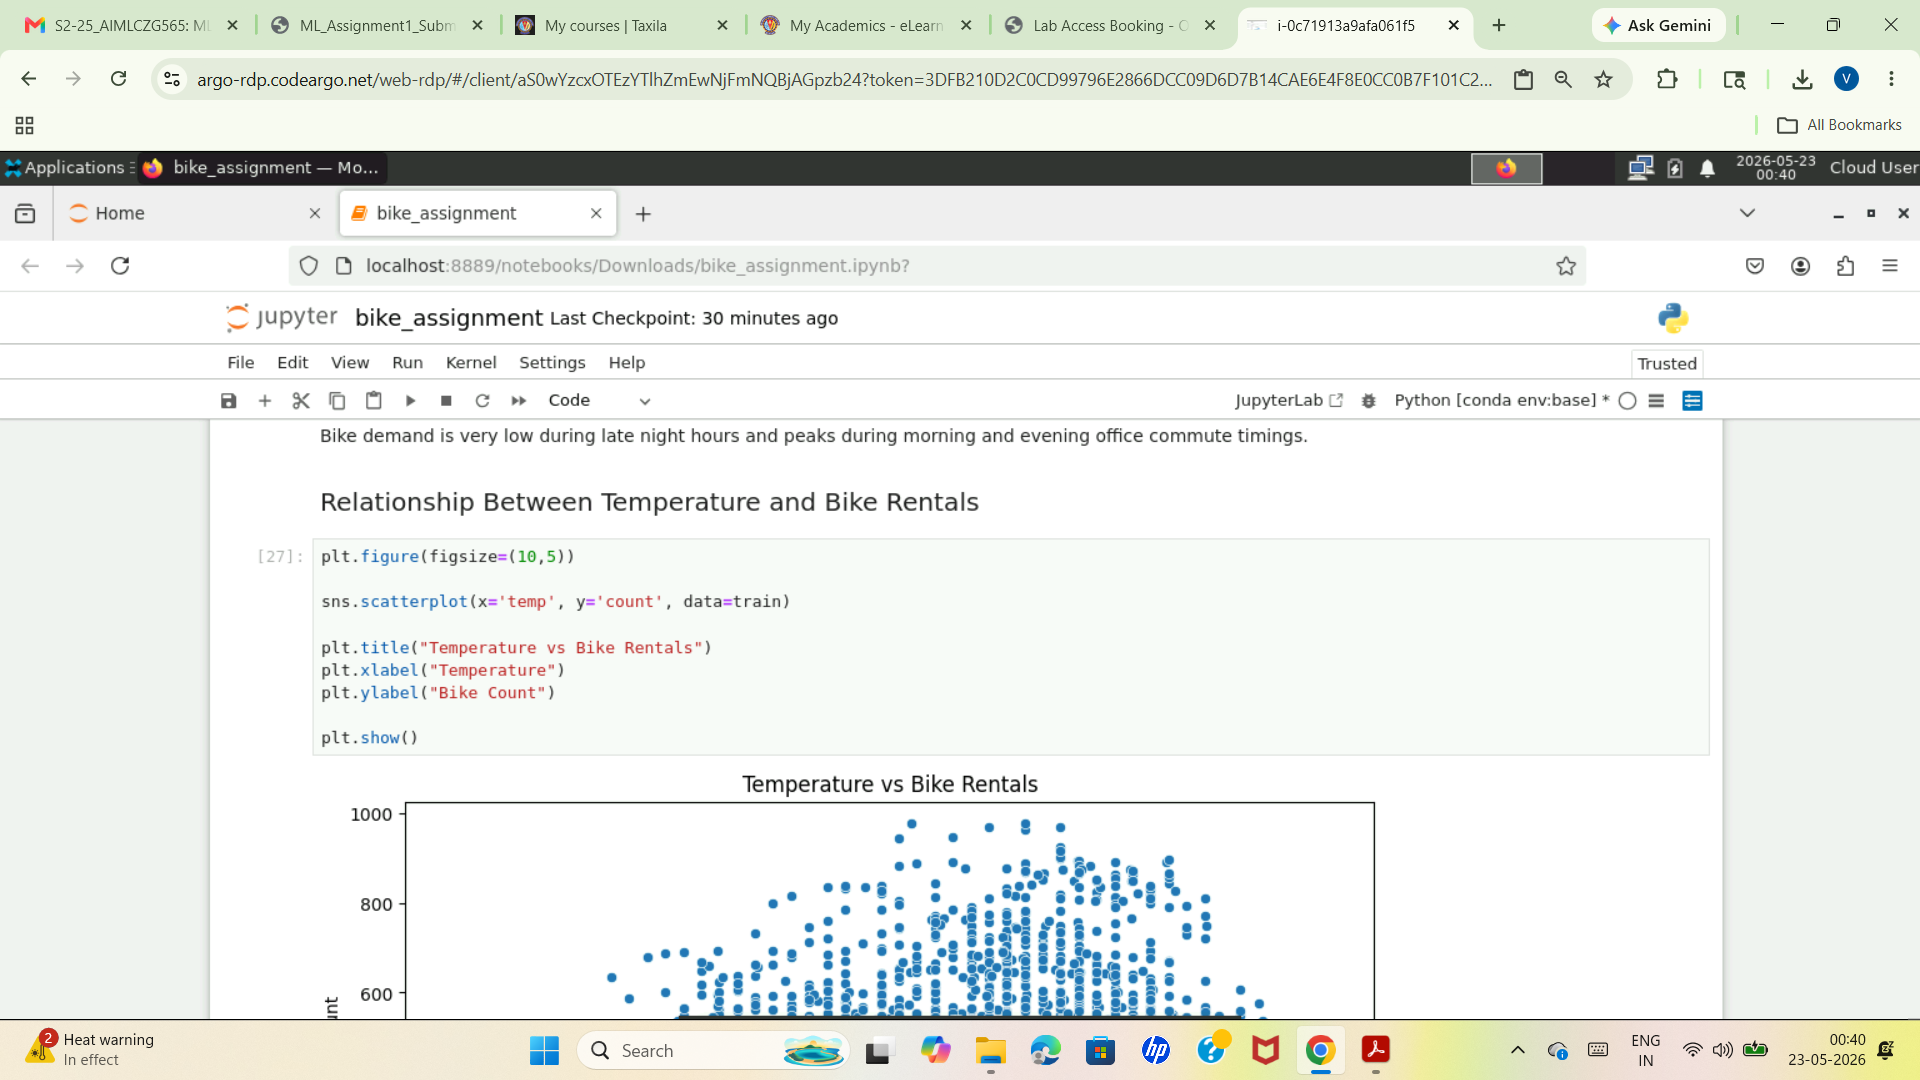 S2-25_AIMLCZG565: ML
ML_Assignment1_Subm
My courses | Taxila
My Academics - eLearn
Lab Access Booking - O
i-0c71913a9afa061f5
Ask Gemini
argo-rdp.codeargo.net/web-rdp/#/client/aS0wYzcxOTEzYTlhZmEwNjFmNQBjAGpzb24?token=3DFB210D2C0CD99796E2866DCC09D6D7B14CAE6E4F8E0CC0B7F101C2...
V
All Bookmarks
Applications
bike_assignment — Mo...
2026-05-23
00:40
Cloud User
Home
bike_assignment
localhost:8889/notebooks/Downloads/bike_assignment.ipynb?
jupyter
bike_assignment Last Checkpoint: 30 minutes ago
File Edit View Run Kernel Settings Help
Trusted
Code
JupyterLab
Python [conda env:base] *
Bike demand is very low during late night hours and peaks during morning and evening office commute timings.
Relationship Between Temperature and Bike Rentals
[27]:
plt.figure(figsize=(10,5))
sns.scatterplot(x='temp', y='count', data=train)
plt.title("Temperature vs Bike Rentals")
plt.xlabel("Temperature")
plt.ylabel("Bike Count")
plt.show()
Temperature vs Bike Rentals
1000
800
600
2
Heat warning
In effect
Search
hp
ENG
IN
00:40
23-05-2026